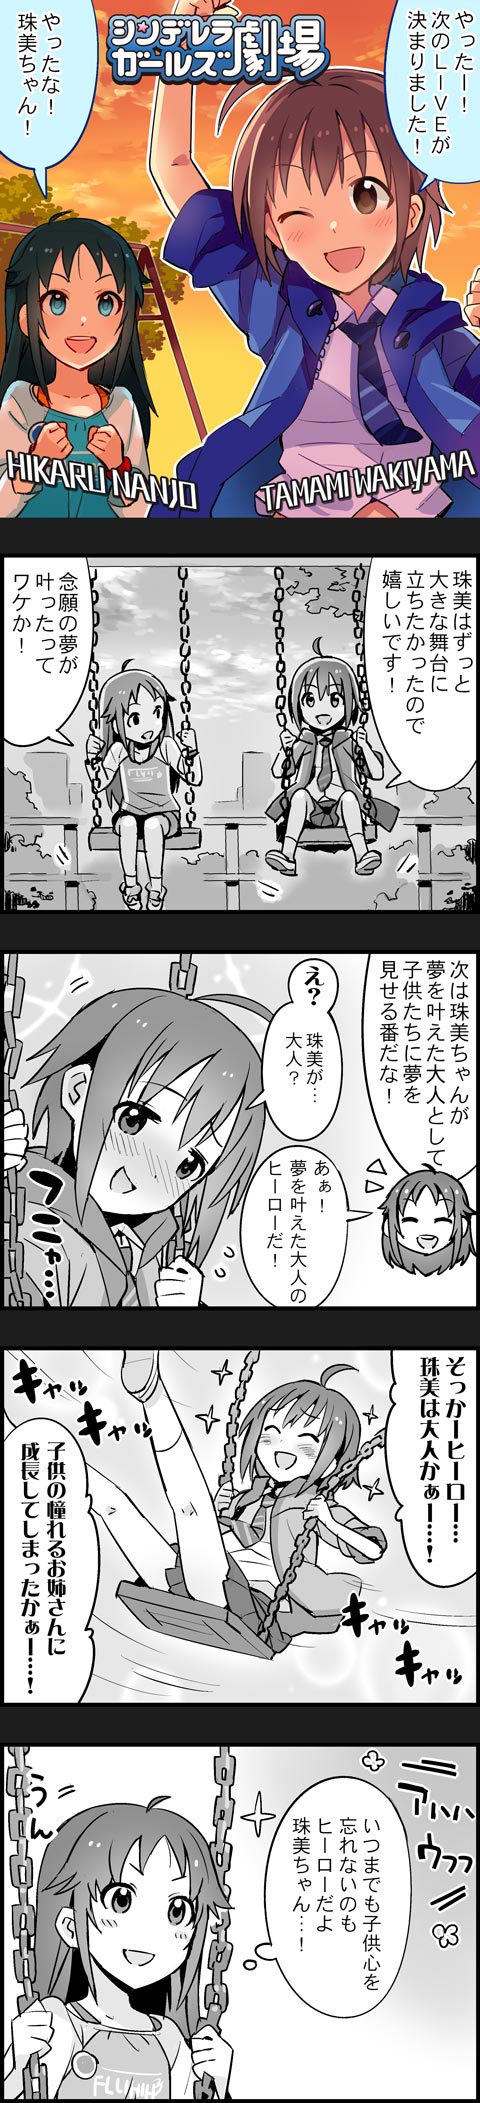 シンデレラ
ガールズ劇場
やったー！
次のLIVEが
決まりました！
やったな！
珠美ちゃん！
HIKARU NANJO
TAMAMI WAKIYAMA
珠美はずっと
大きな舞台に
立ちたかったので
嬉しいです！
念願の夢が
叶ったって
ワケか！
次は珠美ちゃんが
夢を叶えた大人として
子供たちに夢を
見せる番だな！
え？
珠美が…
大人？
あぁ！
夢を叶えた大人の
ヒーローだ！
フニャ…
そっかーヒーロー…
珠美は大人かぁー…！
キャッ
キャッ
子供の憧れるお姉さんに
成長してしまったかぁー…！
キャッ
キャッ
アハハ
ウフフ
いつまでも子供心を
忘れないのも
ヒーローだよ
珠美ちゃん…！
うん